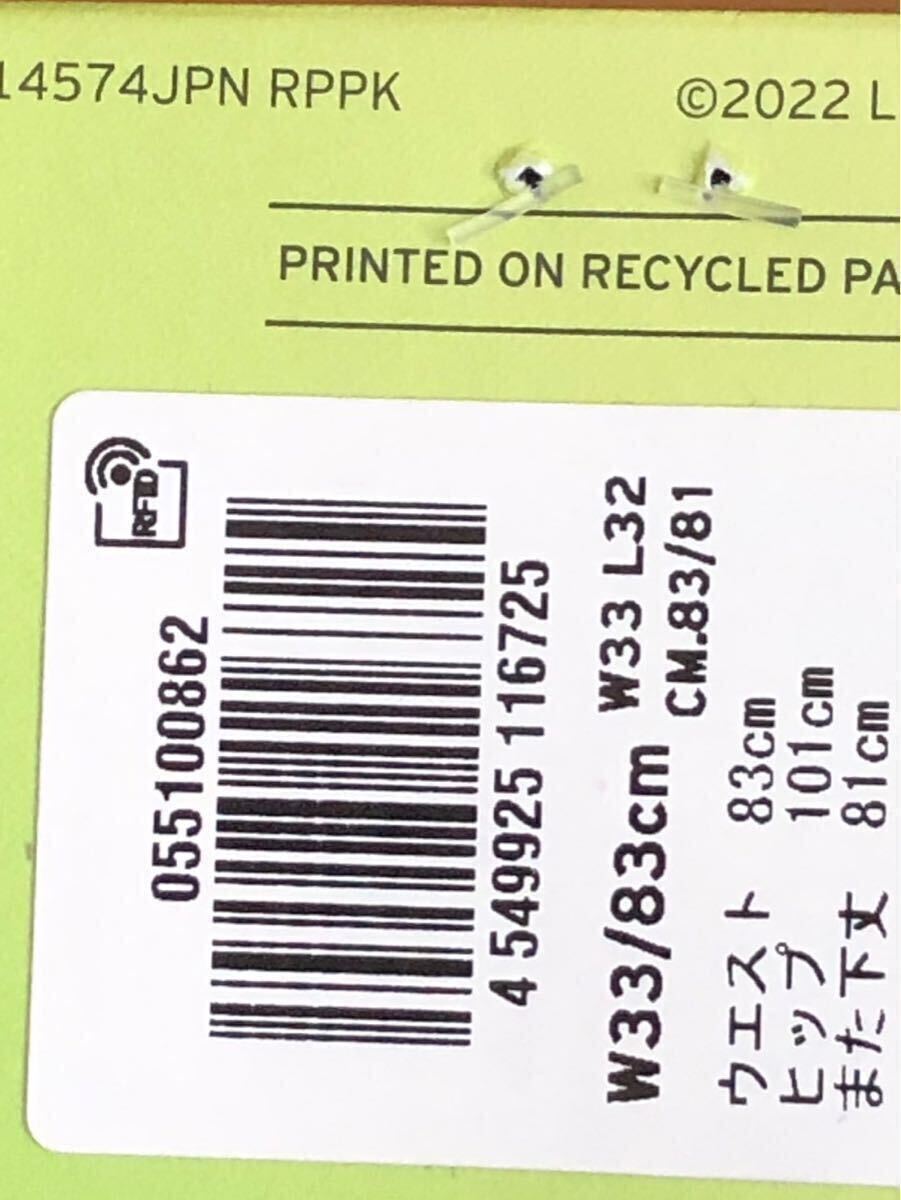 14574JPN RPPK
©2022 L
PRINTED ON RECYCLED PA
RFID
055100862
4 549925 116725
W33/83cm W33 L32
CM.83/81
ウエスト 83cm
ヒップ 101cm
また下丈 81cm